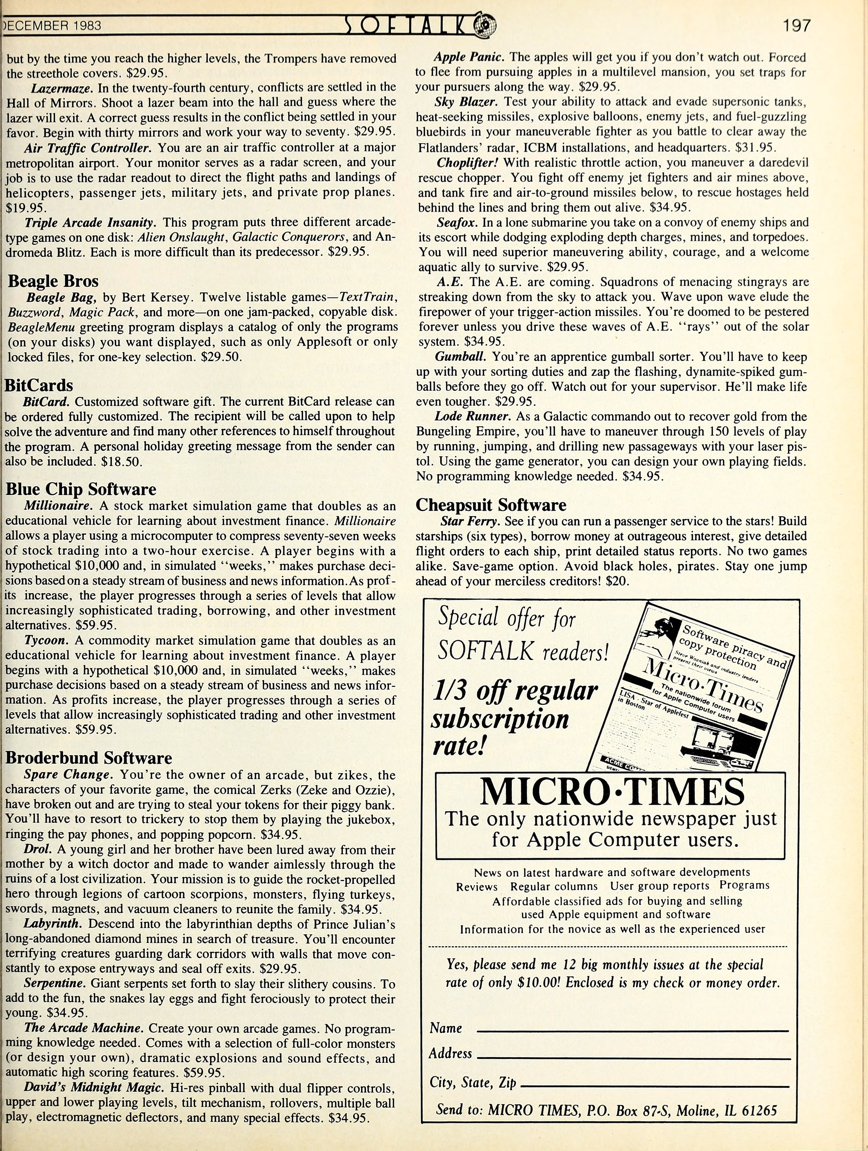 DECEMBER 1983
SOFTALK
197
but by the time you reach the higher levels, the Trompers have removed
the streethole covers. $29.95.
Lazermaze. In the twenty-fourth century, conflicts are settled in the
Hall of Mirrors. Shoot a lazer beam into the hall and guess where the
lazer will exit. A correct guess results in the conflict being settled in your
favor. Begin with thirty mirrors and work your way to seventy. $29.95.
Air Traffic Controller. You are an air traffic controller at a major
metropolitan airport. Your monitor serves as a radar screen, and your
job is to use the radar readout to direct the flight paths and landings of
helicopters, passenger jets, military jets, and private prop planes.
$19.95.
Triple Arcade Insanity. This program puts three different arcade-
type games on one disk: Alien Onslaught, Galactic Conquerors, and An-
dromeda Blitz. Each is more difficult than its predecessor. $29.95.
Beagle Bros
Beagle Bag, by Bert Kersey. Twelve listable games—TextTrain,
Buzzword, Magic Pack, and more—on one jam-packed, copyable disk.
BeagleMenu greeting program displays a catalog of only the programs
(on your disks) you want displayed, such as only Applesoft or only
locked files, for one-key selection. $29.50.
BitCards
BitCard. Customized software gift. The current BitCard release can
be ordered fully customized. The recipient will be called upon to help
solve the adventure and find many other references to himself throughout
the program. A personal holiday greeting message from the sender can
also be included. $18.50.
Blue Chip Software
Millionaire. A stock market simulation game that doubles as an
educational vehicle for learning about investment finance. Millionaire
allows a player using a microcomputer to compress seventy-seven weeks
of stock trading into a two-hour exercise. A player begins with a
hypothetical $10,000 and, in simulated "weeks," makes purchase deci-
sions based on a steady stream of business and news information. As prof-
its increase, the player progresses through a series of levels that allow
increasingly sophisticated trading, borrowing, and other investment
alternatives. $59.95.
Tycoon. A commodity market simulation game that doubles as an
educational vehicle for learning about investment finance. A player
begins with a hypothetical $10,000 and, in simulated "weeks," makes
purchase decisions based on a steady stream of business and news infor-
mation. As profits increase, the player progresses through a series of
levels that allow increasingly sophisticated trading and other investment
alternatives. $59.95.
Broderbund Software
Spare Change. You're the owner of an arcade, but zikes, the
characters of your favorite game, the comical Zerks (Zeke and Ozzie),
have broken out and are trying to steal your tokens for their piggy bank.
You'll have to resort to trickery to stop them by playing the jukebox,
ringing the pay phones, and popping popcorn. $34.95.
Drol. A young girl and her brother have been lured away from their
mother by a witch doctor and made to wander aimlessly through the
ruins of a lost civilization. Your mission is to guide the rocket-propelled
hero through legions of cartoon scorpions, monsters, flying turkeys,
swords, magnets, and vacuum cleaners to reunite the family. $34.95.
Labyrinth. Descend into the labyrinthian depths of Prince Julian's
long-abandoned diamond mines in search of treasure. You'll encounter
terrifying creatures guarding dark corridors with walls that move con-
stantly to expose entryways and seal off exits. $29.95.
Serpentine. Giant serpents set forth to slay their slithery cousins. To
add to the fun, the snakes lay eggs and fight ferociously to protect their
young. $34.95.
The Arcade Machine. Create your own arcade games. No program-
ming knowledge needed. Comes with a selection of full-color monsters
(or design your own), dramatic explosions and sound effects, and
automatic high scoring features. $59.95.
David's Midnight Magic. Hi-res pinball with dual flipper controls,
upper and lower playing levels, tilt mechanism, rollovers, multiple ball
play, electromagnetic deflectors, and many special effects. $34.95.
Apple Panic. The apples will get you if you don't watch out. Forced
to flee from pursuing apples in a multilevel mansion, you set traps for
your pursuers along the way. $29.95.
Sky Blazer. Test your ability to attack and evade supersonic tanks,
heat-seeking missiles, explosive balloons, enemy jets, and fuel-guzzling
bluebirds in your maneuverable fighter as you battle to clear away the
Flatlanders' radar, ICBM installations, and headquarters. $31.95.
Choplifter! With realistic throttle action, you maneuver a daredevil
rescue chopper. You fight off enemy jet fighters and air mines above,
and tank fire and air-to-ground missiles below, to rescue hostages held
behind the lines and bring them out alive. $34.95.
Seafox. In a lone submarine you take on a convoy of enemy ships and
its escort while dodging exploding depth charges, mines, and torpedoes.
You will need superior maneuvering ability, courage, and a welcome
aquatic ally to survive. $29.95.
A.E. The A.E. are coming. Squadrons of menacing stingrays are
streaking down from the sky to attack you. Wave upon wave elude the
firepower of your trigger-action missiles. You're doomed to be pestered
forever unless you drive these waves of A.E. "rays" out of the solar
system. $34.95.
Gumball. You're an apprentice gumball sorter. You'll have to keep
up with your sorting duties and zap the flashing, dynamite-spiked gum-
balls before they go off. Watch out for your supervisor. He'll make life
even tougher. $29.95.
Lode Runner. As a Galactic commando out to recover gold from the
Bungeling Empire, you'll have to maneuver through 150 levels of play
by running, jumping, and drilling new passageways with your laser pis-
tol. Using the game generator, you can design your own playing fields.
No programming knowledge needed. $34.95.
Cheapsuit Software
Star Ferry. See if you can run a passenger service to the stars! Build
starships (six types), borrow money at outrageous interest, give detailed
flight orders to each ship, print detailed status reports. No two games
alike. Save-game option. Avoid black holes, pirates. Stay one jump
ahead of your merciless creditors! $20.
Special offer for
SOFTALK readers!
1/3 off regular
subscription
rate!
Software piracy and
copy protection
Micro·Times
The nationwide forum
for Apple Computer users
LISA - Star of Applefest
in Boston
MICRO·TIMES
The only nationwide newspaper just
for Apple Computer users.
News on latest hardware and software developments
Reviews Regular columns User group reports Programs
Affordable classified ads for buying and selling
used Apple equipment and software
Information for the novice as well as the experienced user
Yes, please send me 12 big monthly issues at the special
rate of only $10.00! Enclosed is my check or money order.
Name
Address
City, State, Zip
Send to: MICRO TIMES, P.O. Box 87-S, Moline, IL 61265